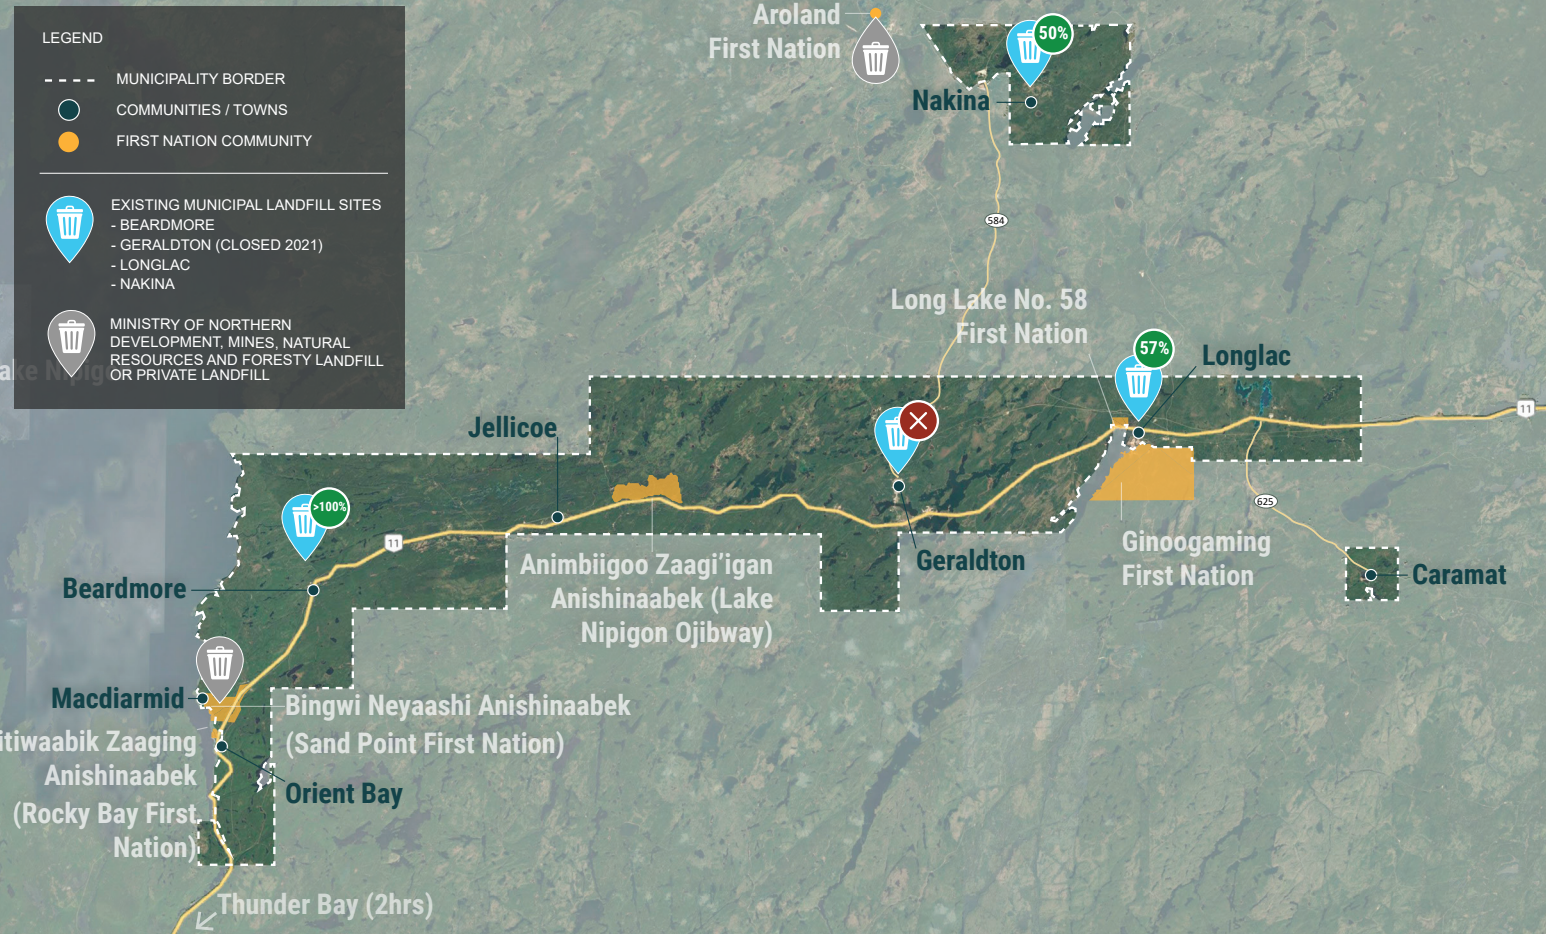 LEGEND
MUNICIPALITY BORDER
COMMUNITIES / TOWNS
FIRST NATION COMMUNITY
EXISTING MUNICIPAL LANDFILL SITES
- BEARDMORE
- GERALDTON (CLOSED 2021)
- LONGLAC
- NAKINA
MINISTRY OF NORTHERN
DEVELOPMENT, MINES, NATURAL
RESOURCES AND FORESTY LANDFILL
OR PRIVATE LANDFILL
Aroland
First Nation
50%
Nakina
584
Long Lake No. 58
First Nation
57%
Longlac
11
Jellicoe
>100%
11
625
Beardmore
Animbiigoo Zaagi'igan
Anishinaabek (Lake
Nipigon Ojibway)
Geraldton
Ginoogaming
First Nation
Caramat
Macdiarmid
Bingwi Neyaashi Anishinaabek
(Sand Point First Nation)
itiwaabik Zaaging
Anishinaabek
(Rocky Bay First
Nation)
Orient Bay
Thunder Bay (2hrs)